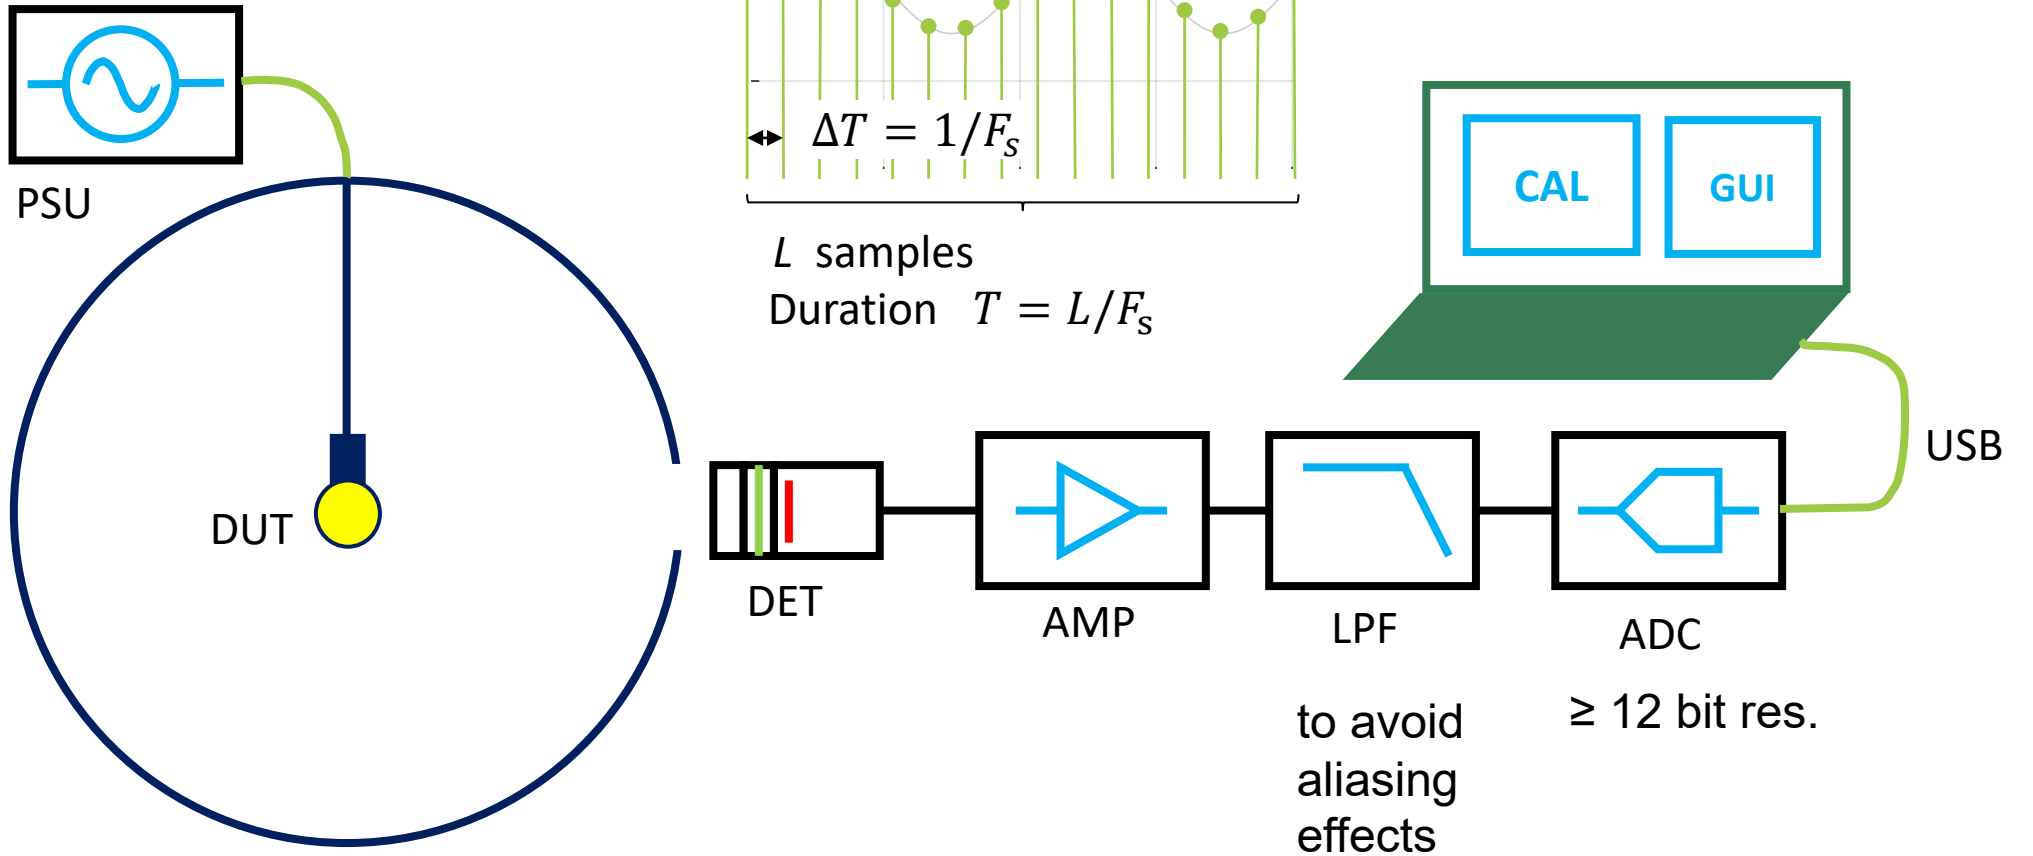 PSU
ΔT = 1/Fₛ
L samples
Duration T = L/Fₛ
CAL
GUI
USB
DUT
DET
AMP
LPF
ADC
to avoid
aliasing
effects
≥ 12 bit res.